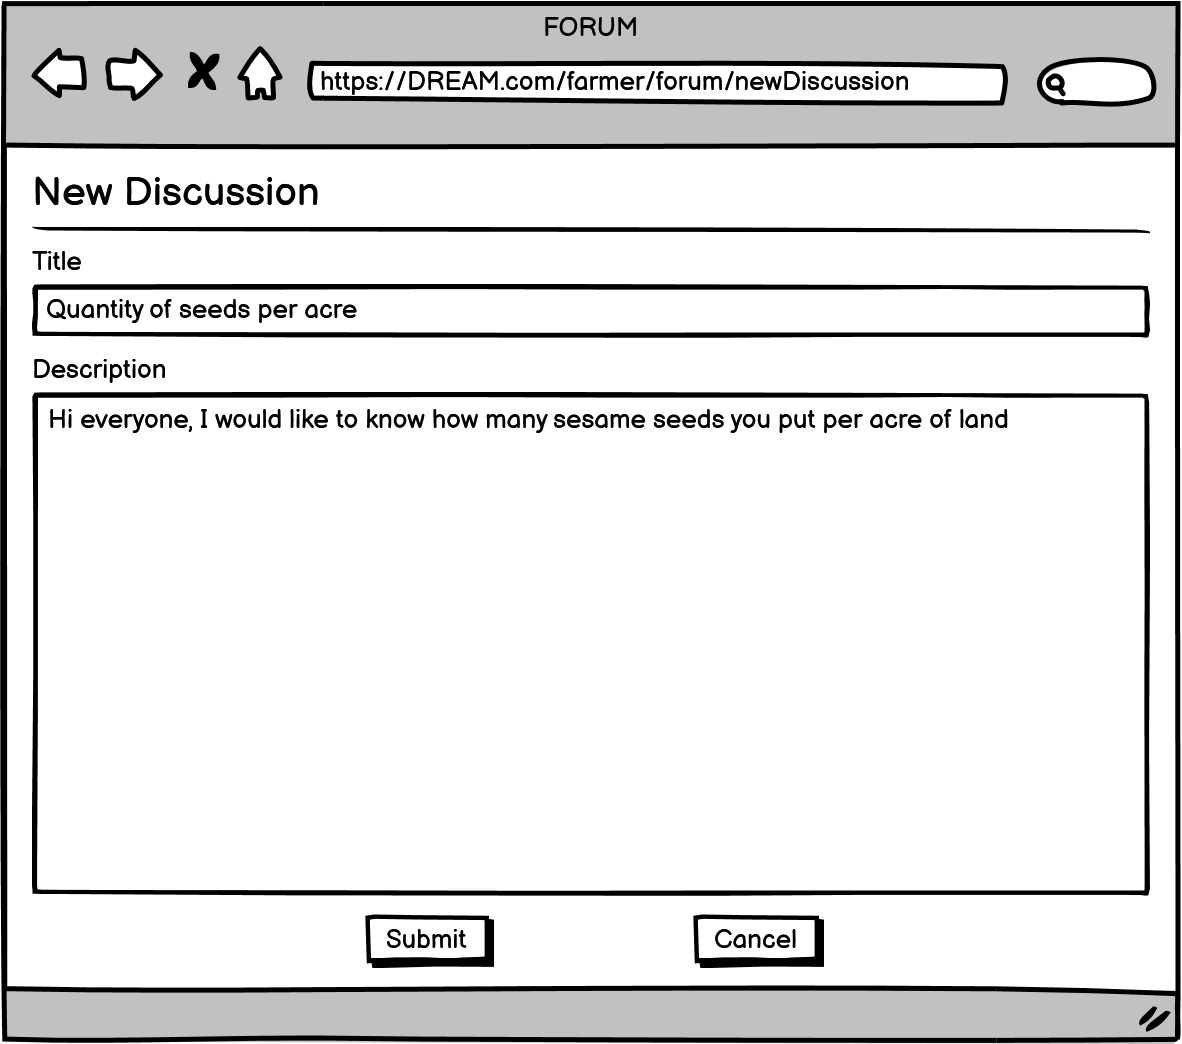 FORUM
https://DREAM.com/farmer/forum/newDiscussion
New Discussion
Title
Quantity of seeds per acre
Description
Hi everyone, I would like to know how many sesame seeds you put per acre of land
Submit
Cancel